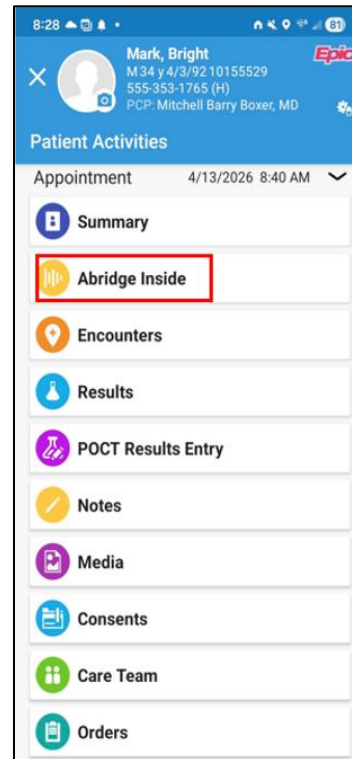 8:28
81
Mark, Bright
Epic
M 34 y 4/3/92 10155529
555-353-1765 (H)
PCP: Mitchell Barry Boxer, MD
Patient Activities
Appointment 4/13/2026 8:40 AM
Summary
Abridge Inside
Encounters
Results
POCT Results Entry
Notes
Media
Consents
Care Team
Orders